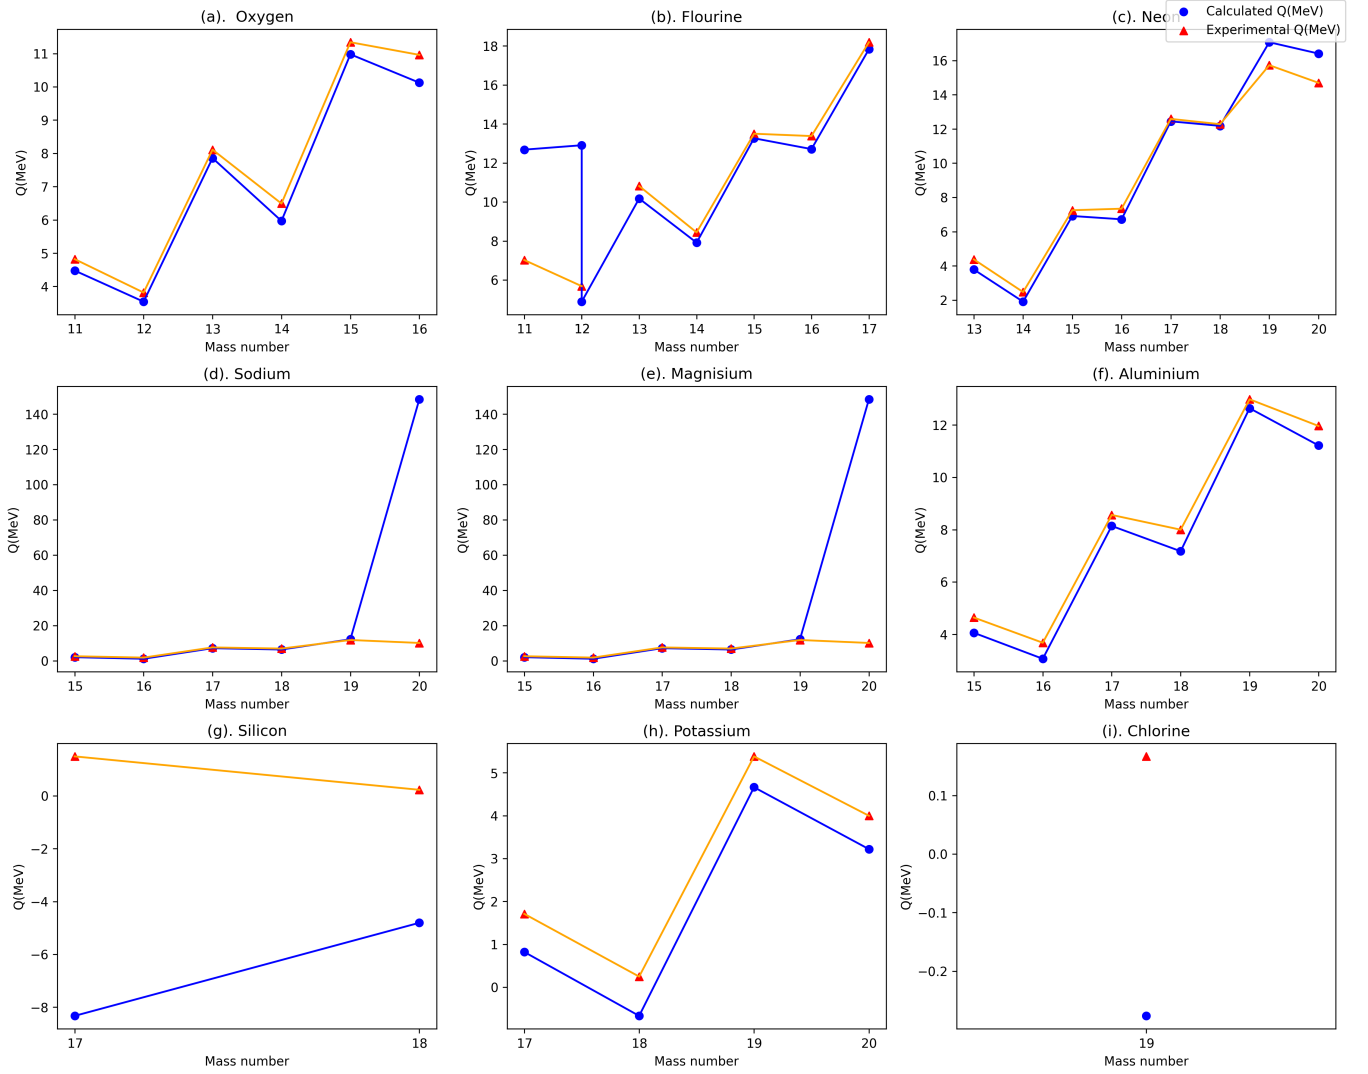 (a).  Oxygen
11
10
9
8
7
6
5
4
Q(MeV)
11 12 13 14 15 16
Mass number
(b). Flourine
18
16
14
12
10
8
6
Q(MeV)
11 12 13 14 15 16 17
Mass number
(c). Neon
Calculated Q(MeV)
Experimental Q(MeV)
16
14
12
10
8
6
4
2
Q(MeV)
13 14 15 16 17 18 19 20
Mass number
(d). Sodium
140
120
100
80
60
40
20
0
Q(MeV)
15 16 17 18 19 20
Mass number
(e). Magnisium
140
120
100
80
60
40
20
0
Q(MeV)
15 16 17 18 19 20
Mass number
(f). Aluminium
12
10
8
6
4
Q(MeV)
15 16 17 18 19 20
Mass number
(g). Silicon
0
−2
−4
−6
−8
Q(MeV)
17 18
Mass number
(h). Potassium
5
4
3
2
1
0
Q(MeV)
17 18 19 20
Mass number
(i). Chlorine
0.1
0.0
−0.1
−0.2
Q(MeV)
19
Mass number